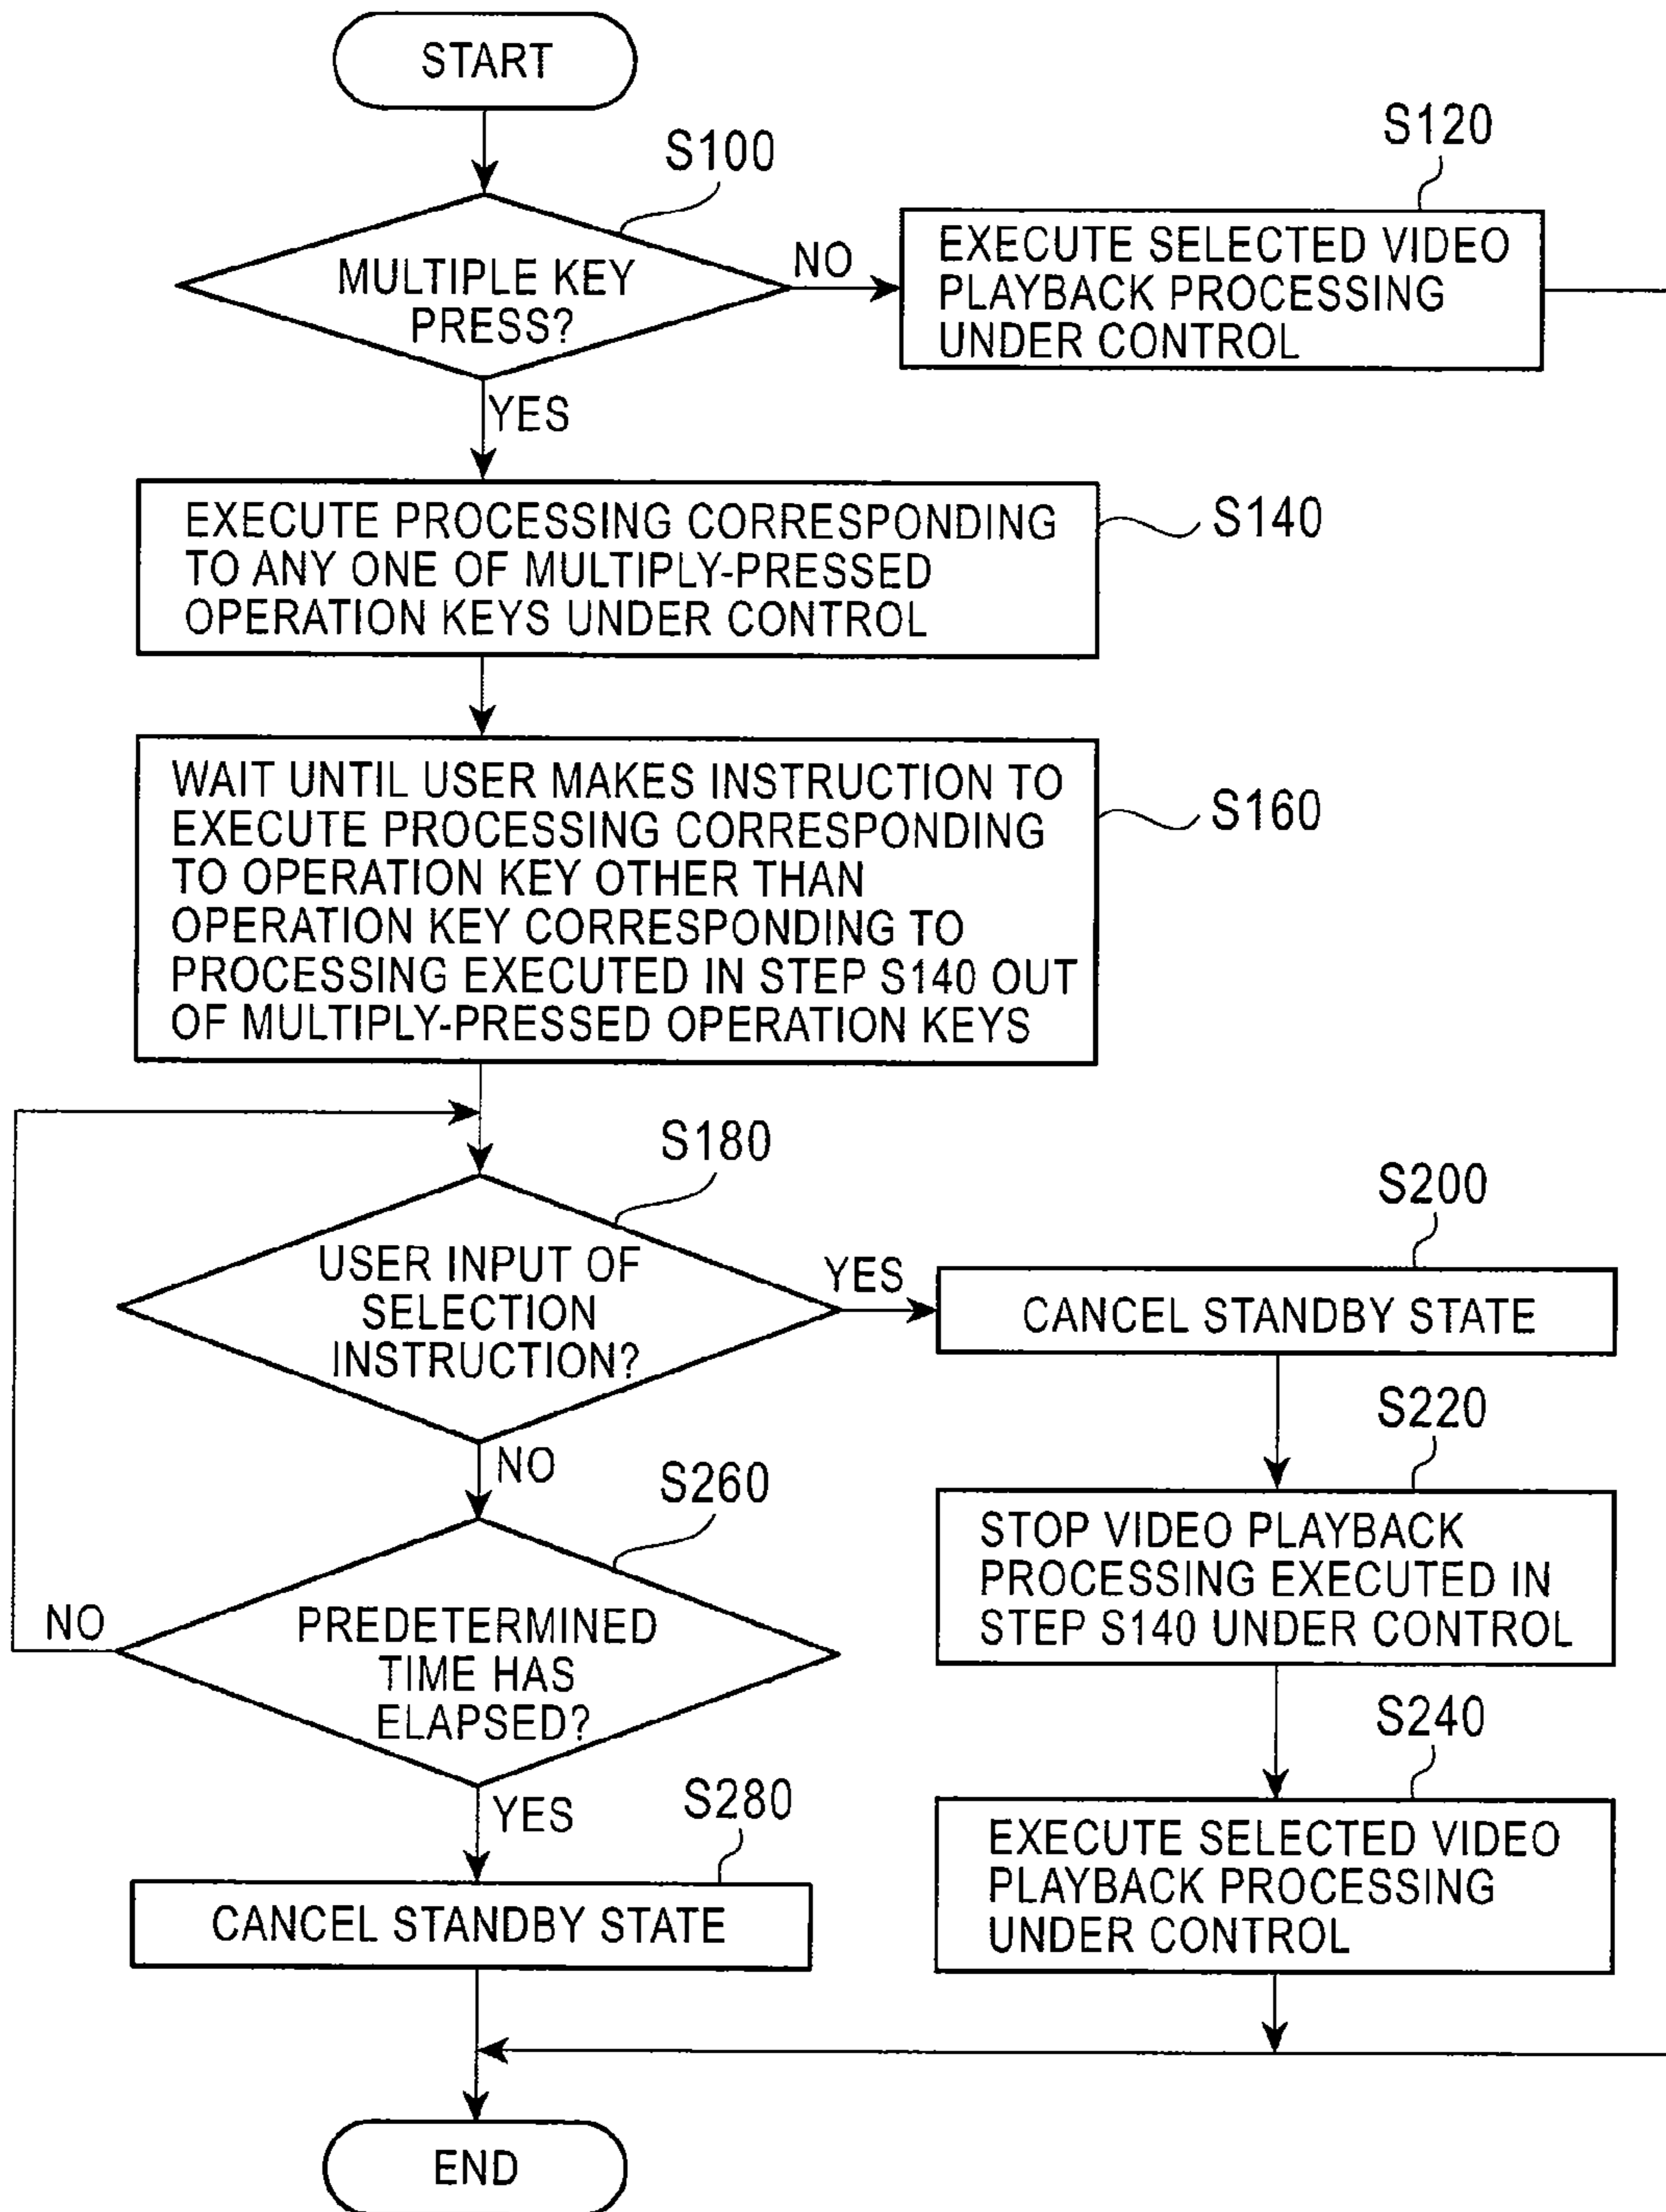 START
S100
S120
MULTIPLE KEY
PRESS?
NO
EXECUTE SELECTED VIDEO
PLAYBACK PROCESSING
UNDER CONTROL
YES
EXECUTE PROCESSING CORRESPONDING
TO ANY ONE OF MULTIPLY-PRESSED
OPERATION KEYS UNDER CONTROL
S140
WAIT UNTIL USER MAKES INSTRUCTION TO
EXECUTE PROCESSING CORRESPONDING
TO OPERATION KEY OTHER THAN
OPERATION KEY CORRESPONDING TO
PROCESSING EXECUTED IN STEP S140 OUT
OF MULTIPLY-PRESSED OPERATION KEYS
S160
S180
USER INPUT OF
SELECTION
INSTRUCTION?
YES
S200
CANCEL STANDBY STATE
NO
S220
STOP VIDEO PLAYBACK
PROCESSING EXECUTED IN
STEP S140 UNDER CONTROL
S260
PREDETERMINED
TIME HAS
ELAPSED?
NO
YES
S240
EXECUTE SELECTED VIDEO
PLAYBACK PROCESSING
UNDER CONTROL
S280
CANCEL STANDBY STATE
END